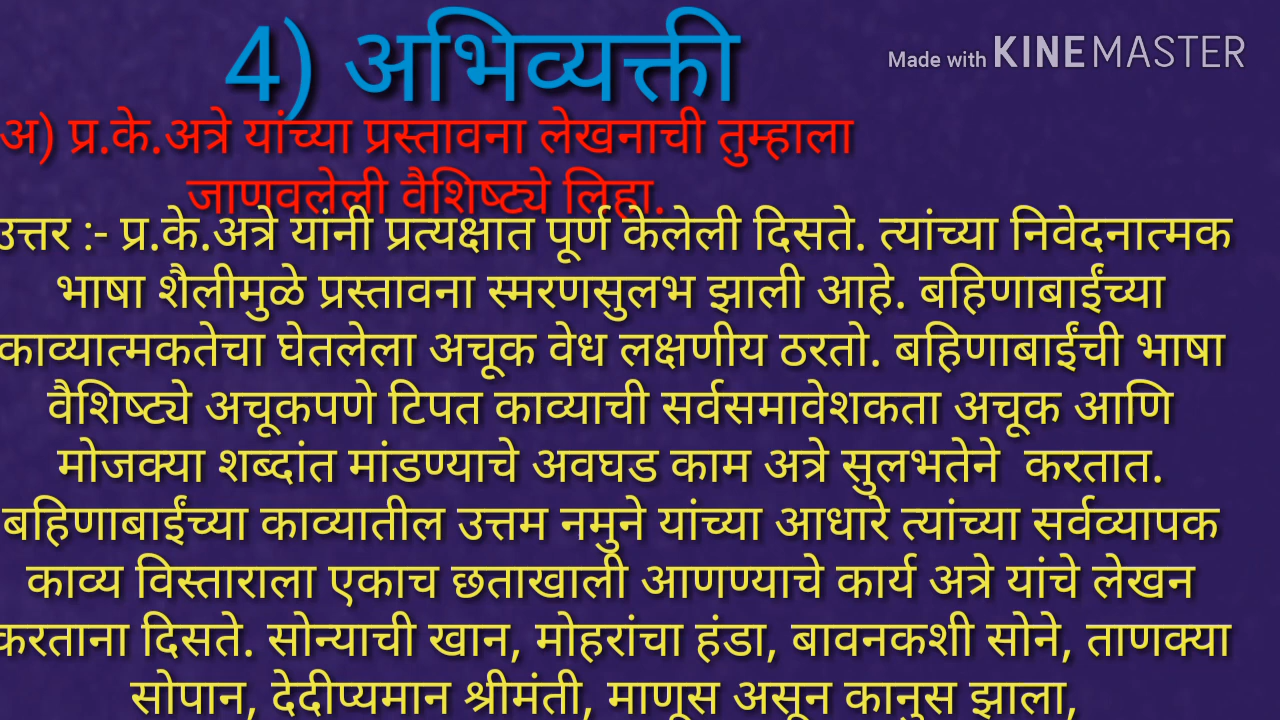 4) अभिव्यक्ती
Made with KINEMASTER
अ) प्र.के.अत्रे यांच्या प्रस्तावना लेखनाची तुम्हाला
जाणवलेली वैशिष्ट्ये लिहा.
उत्तर :- प्र.के.अत्रे यांनी प्रत्यक्षात पूर्ण केलेली दिसते. त्यांच्या निवेदनात्मक
भाषा शैलीमुळे प्रस्तावना स्मरणसुलभ झाली आहे. बहिणाबाईंच्या
काव्यात्मकतेचा घेतलेला अचूक वेध लक्षणीय ठरतो. बहिणाबाईंची भाषा
वैशिष्ट्ये अचूकपणे टिपत काव्याची सर्वसमावेशकता अचूक आणि
मोजक्या शब्दांत मांडण्याचे अवघड काम अत्रे सुलभतेने करतात.
बहिणाबाईंच्या काव्यातील उत्तम नमुने यांच्या आधारे त्यांच्या सर्वव्यापक
काव्य विस्ताराला एकाच छताखाली आणण्याचे कार्य अत्रे यांचे लेखन
करताना दिसते. सोन्याची खान, मोहरांचा हंडा, बावनकशी सोने, ताणक्या
सोपान, देदीप्यमान श्रीमंती, माणूस असून कानुस झाला,